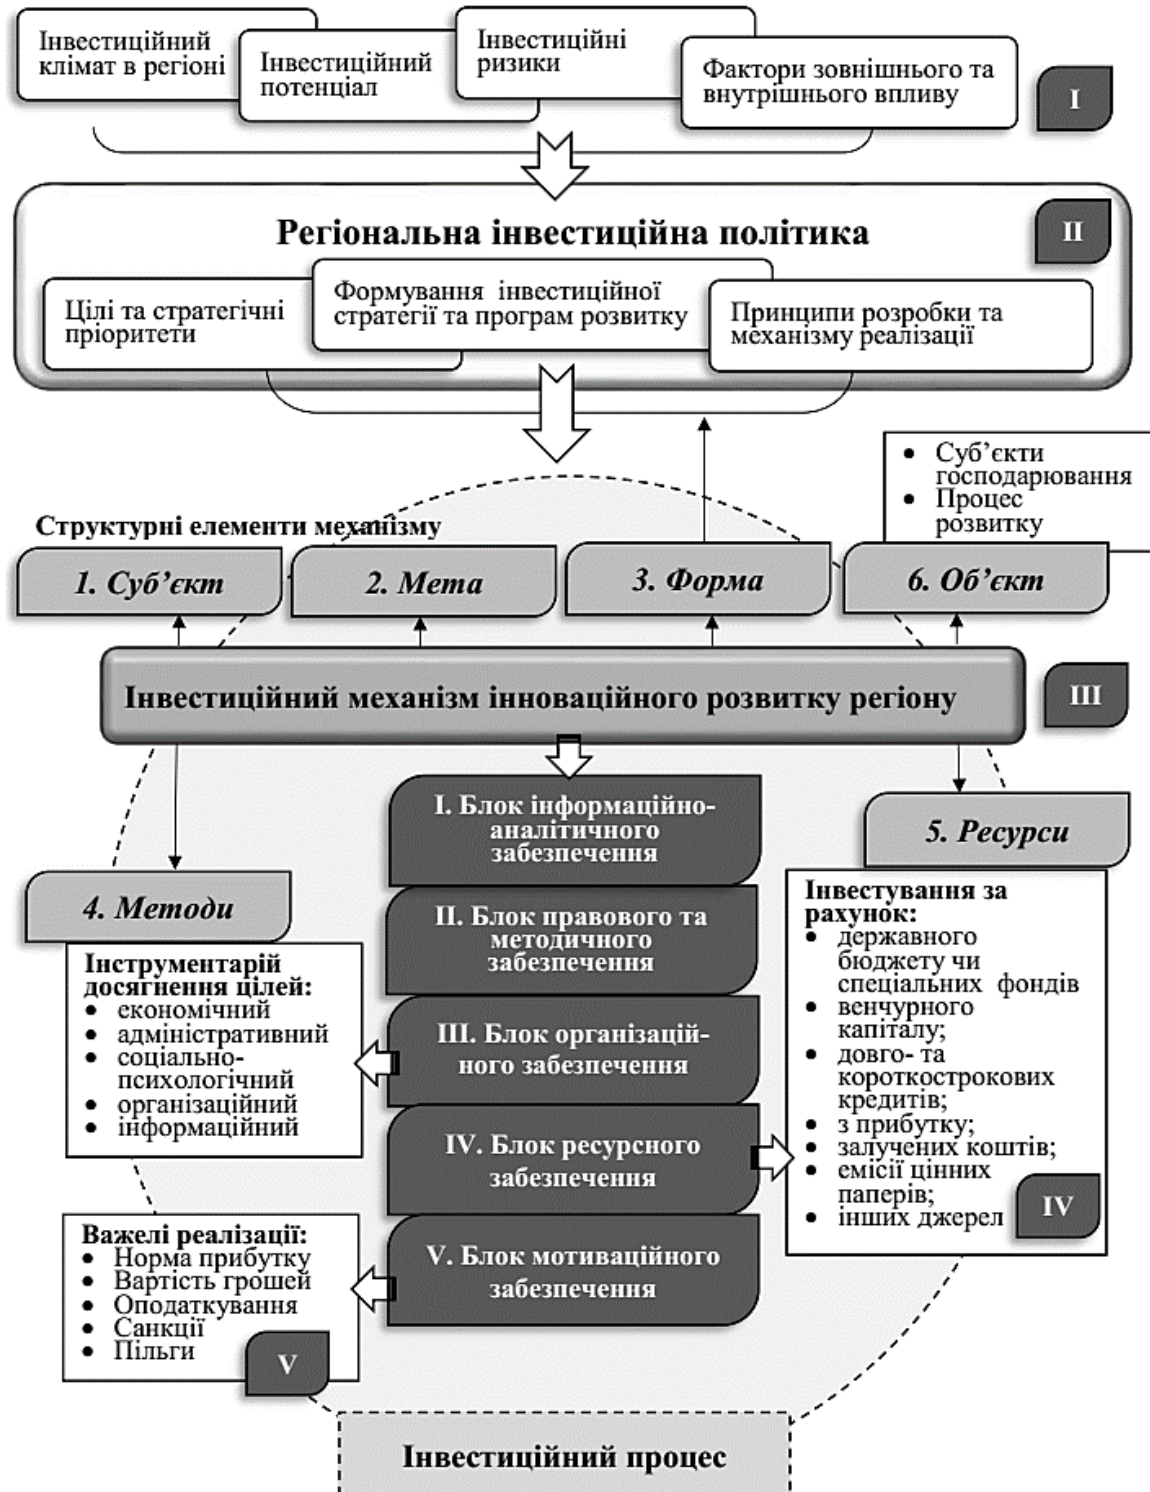 Інвестиційний
клімат в регіоні
Інвестиційний
потенціал
Інвестиційні
ризики
Фактори зовнішнього та
внутрішнього впливу
I
Регіональна інвестиційна політика
II
Цілі та стратегічні
пріоритети
Формування інвестиційної
стратегії та програм розвитку
Принципи розробки та
механізму реалізації
• Суб’єкти
господарювання
• Процес
розвитку
Структурні елементи механізму
1. Суб’єкт
2. Мета
3. Форма
6. Об’єкт
Інвестиційний механізм інноваційного розвитку регіону
III
I. Блок інформаційно-
аналітичного
забезпечення
II. Блок правового та
методичного
забезпечення
III. Блок організацій-
ного забезпечення
IV. Блок ресурсного
забезпечення
V. Блок мотиваційного
забезпечення
4. Методи
Інструментарій
досягнення цілей:
• економічний
• адміністративний
• соціально-
психологічний
• організаційний
• інформаційний
5. Ресурси
Інвестування за
рахунок:
• державного
бюджету чи
спеціальних фондів
• венчурного
капіталу;
• довго- та
короткострокових
кредитів;
• з прибутку;
• залучених коштів;
• емісії цінних
паперів;
• інших джерел
IV
Важелі реалізації:
• Норма прибутку
• Вартість грошей
• Оподаткування
• Санкції
• Пільги
V
Інвестиційний процес